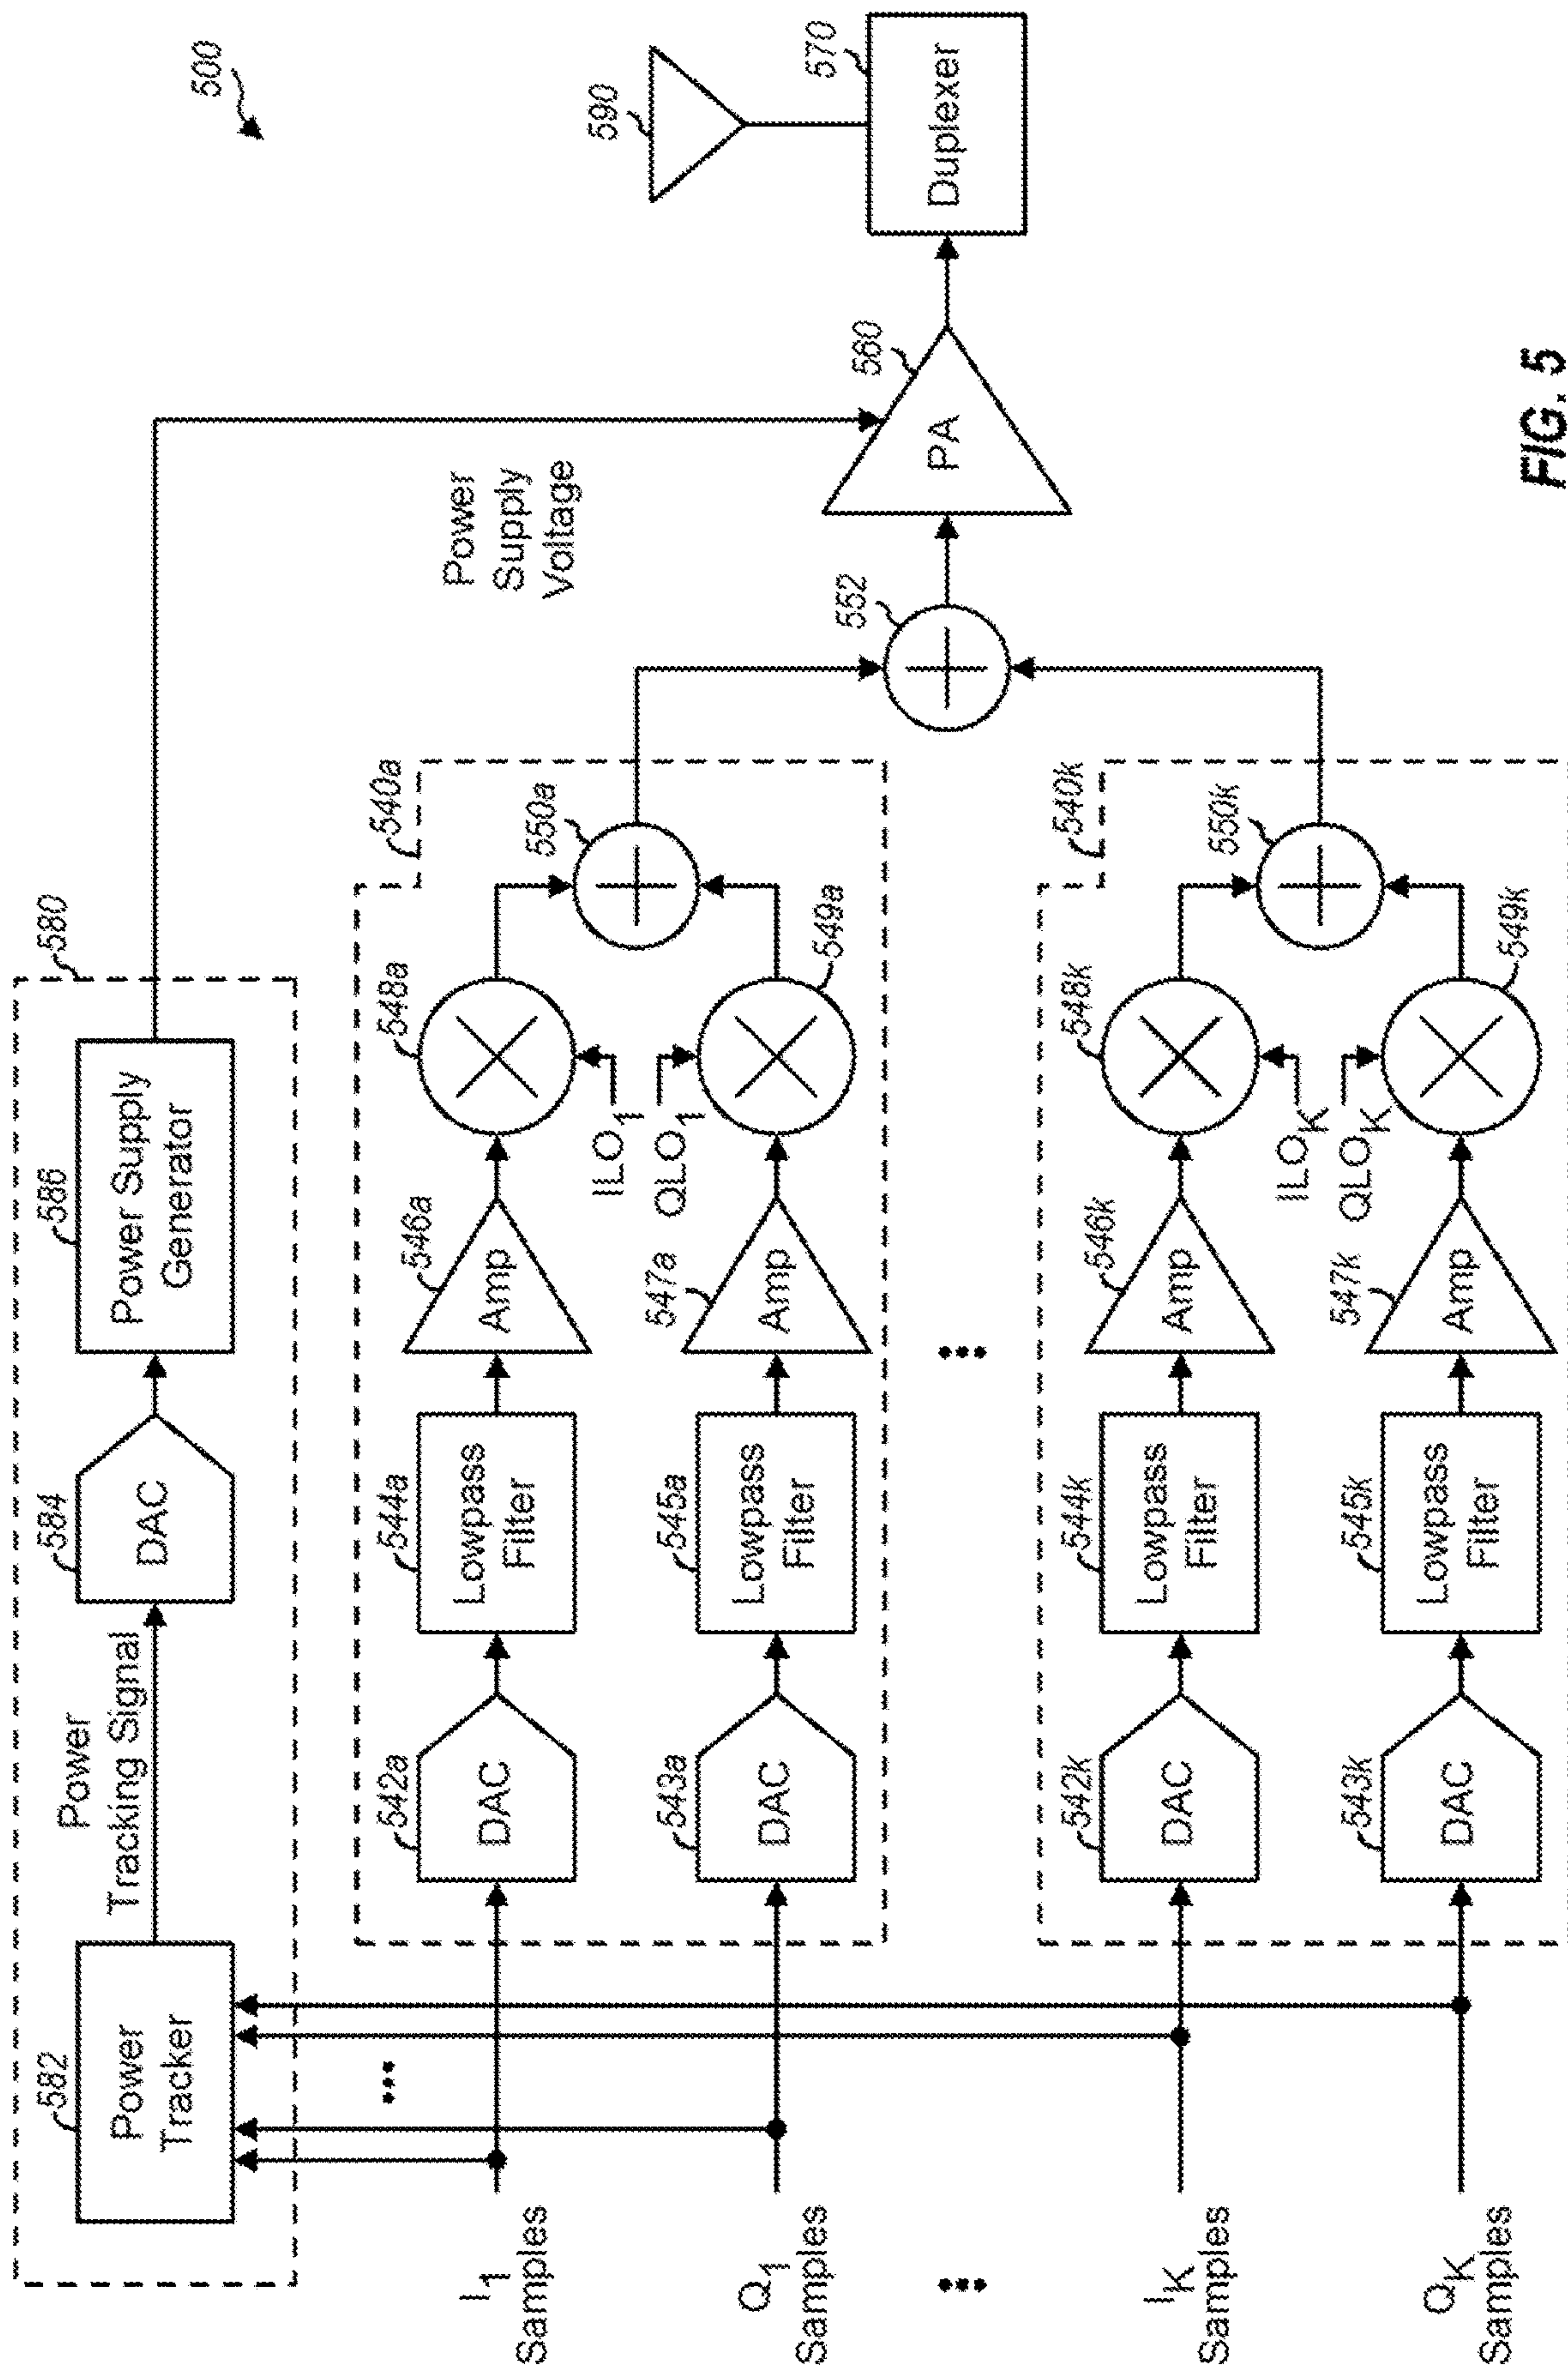 500
580
582
Power
Tracker
Power
Tracking Signal
584
DAC
586
Power Supply
Generator
Power
Supply
Voltage
590
570
Duplexer
560
PA
552
540a
I1
Samples
542a
DAC
544a
Lowpass
Filter
546a
Amp
548a
ILO1
550a
Q1
Samples
543a
DAC
545a
Lowpass
Filter
547a
Amp
QLO1
549a
540k
IK
Samples
542k
DAC
544k
Lowpass
Filter
546k
Amp
548k
ILOK
550k
QK
Samples
543k
DAC
545k
Lowpass
Filter
547k
Amp
QLOK
549k
FIG. 5